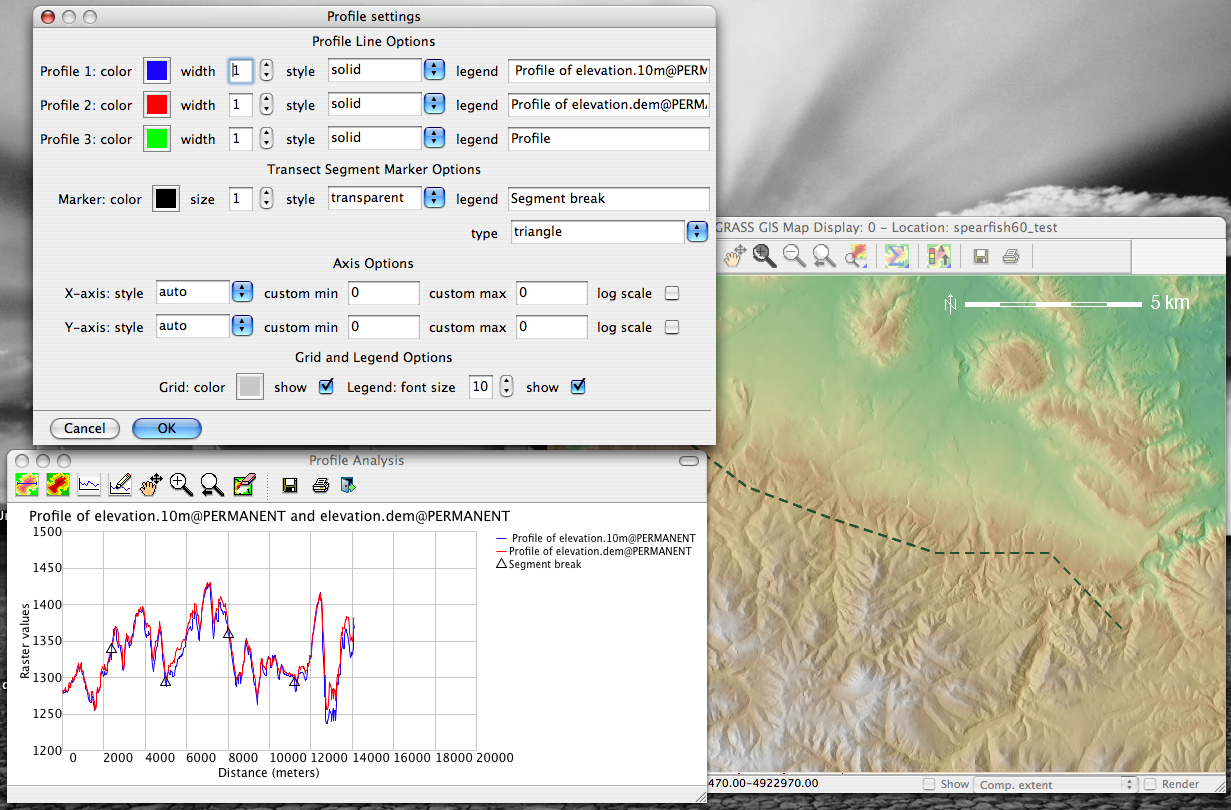 Profile settings
Profile Line Options
Profile 1: color width 1 style solid legend Profile of elevation.10m@PERM
Profile 2: color width 1 style solid legend Profile of elevation.dem@PERMA
Profile 3: color width 1 style solid legend Profile
Transect Segment Marker Options
Marker: color size 1 style transparent legend Segment break
type triangle
Axis Options
X-axis: style auto custom min 0 custom max 0 log scale
Y-axis: style auto custom min 0 custom max 0 log scale
Grid and Legend Options
Grid: color show Legend: font size 10 show
Cancel OK
GRASS GIS Map Display: 0 - Location: spearfish60_test
5 km
470.00-4922970.00 Show Comp. extent Render
Profile Analysis
Profile of elevation.10m@PERMANENT and elevation.dem@PERMANENT
Profile of elevation.10m@PERMANENT
Profile of elevation.dem@PERMANENT
Segment break
Raster values
1500
1450
1400
1350
1300
1250
1200
0 2000 4000 6000 8000 10000 12000 14000 16000 18000 20000
Distance (meters)